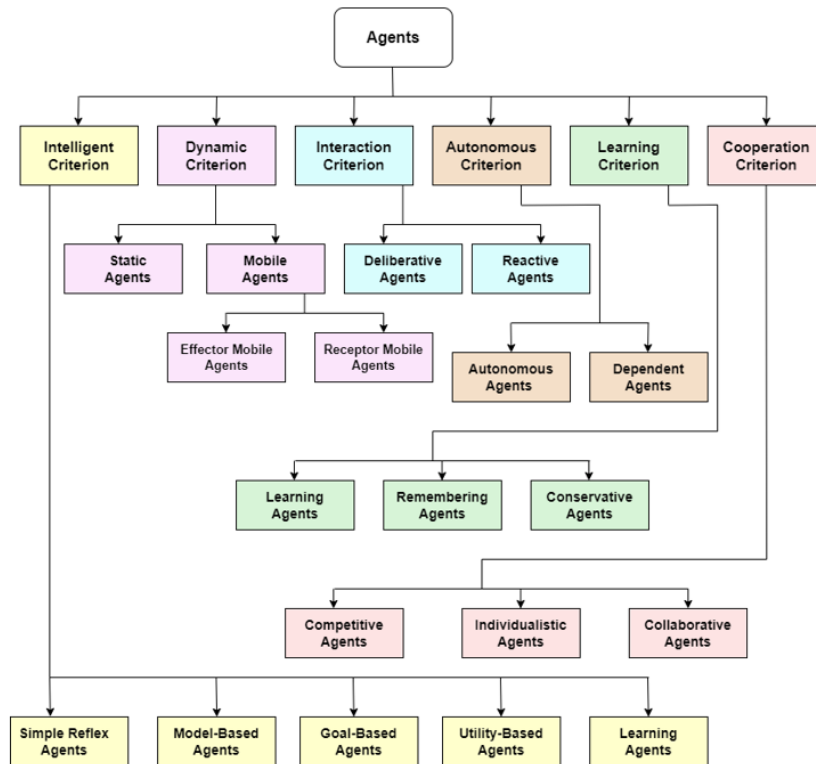 Agents
Intelligent
Criterion
Dynamic
Criterion
Interaction
Criterion
Autonomous
Criterion
Learning
Criterion
Cooperation
Criterion
Static
Agents
Mobile
Agents
Deliberative
Agents
Reactive
Agents
Effector Mobile
Agents
Receptor Mobile
Agents
Autonomous
Agents
Dependent
Agents
Learning
Agents
Remembering
Agents
Conservative
Agents
Competitive
Agents
Individualistic
Agents
Collaborative
Agents
Simple Reflex
Agents
Model-Based
Agents
Goal-Based
Agents
Utility-Based
Agents
Learning
Agents